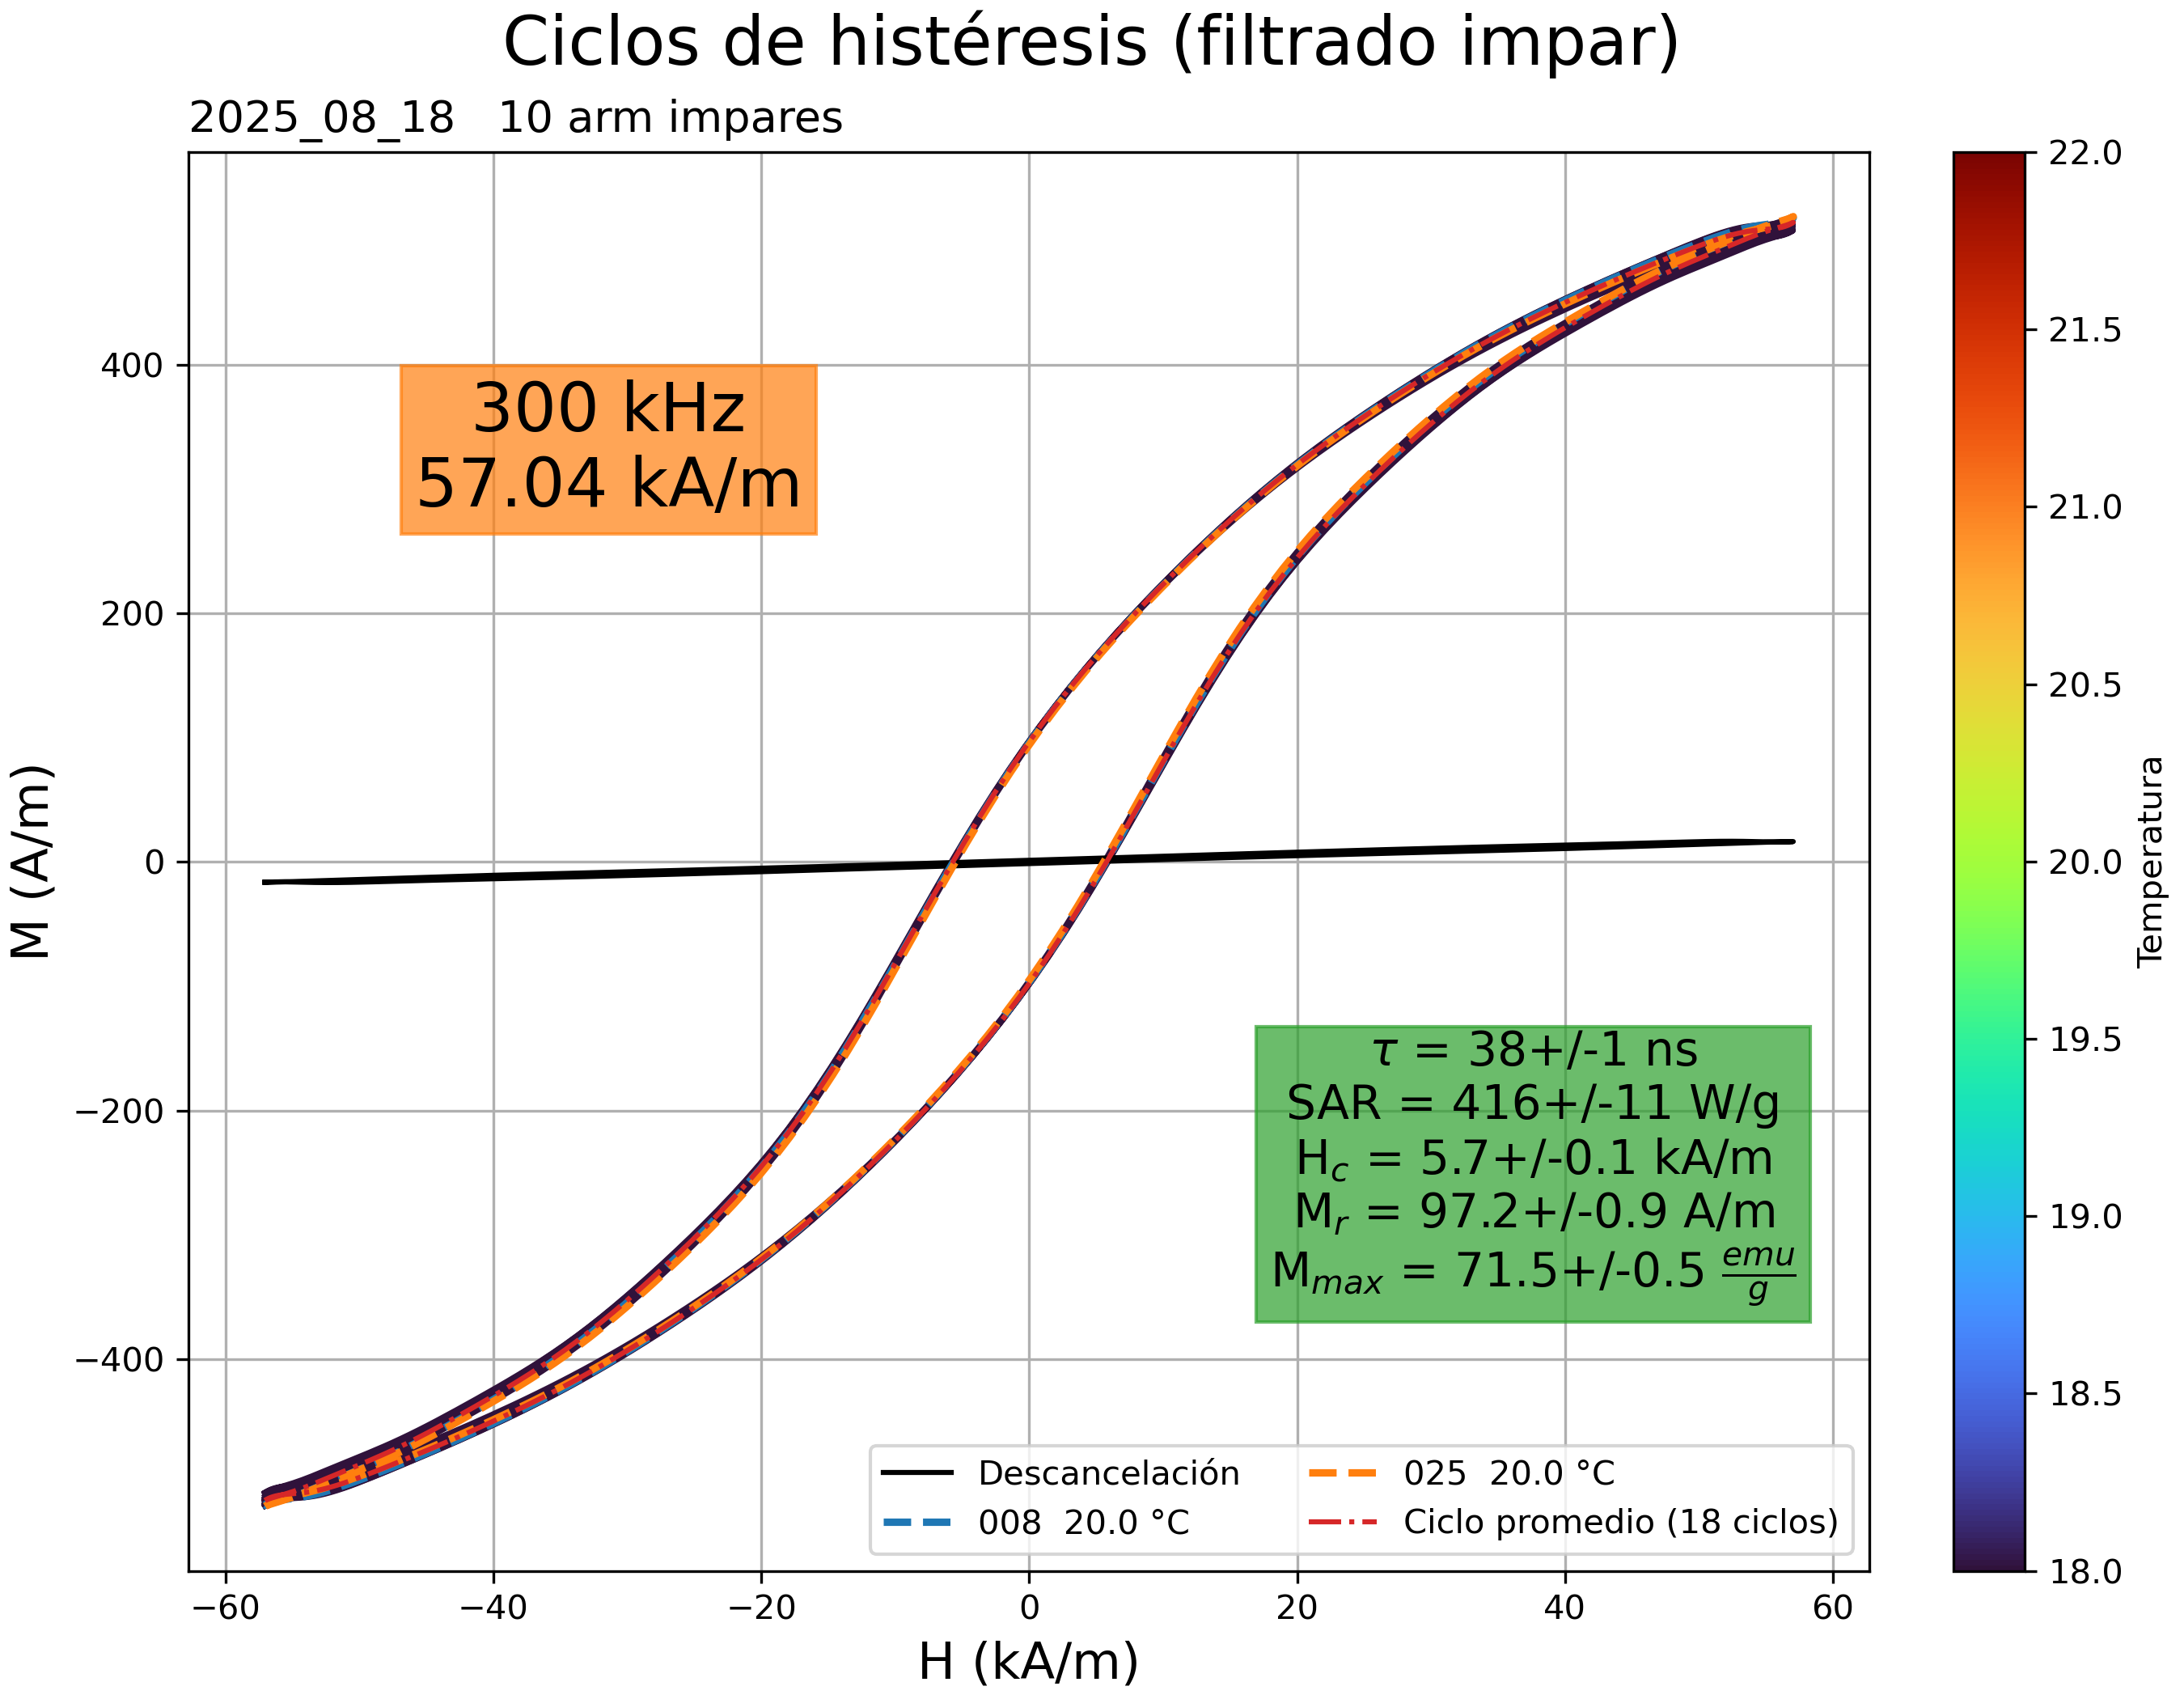 Ciclos de histéresis (filtrado impar)
2025_08_18   10 arm impares
300 kHz
57.04 kA/m
τ = 38+/-1 ns
SAR = 416+/-11 W/g
H_c = 5.7+/-0.1 kA/m
M_r = 97.2+/-0.9 A/m
M_max = 71.5+/-0.5 emu/g
Descancelación
008  20.0 °C
025  20.0 °C
Ciclo promedio (18 ciclos)
M (A/m)
400
200
0
−200
−400
−60
−40
−20
0
20
40
60
H (kA/m)
22.0
21.5
21.0
20.5
20.0
19.5
19.0
18.5
18.0
Temperatura